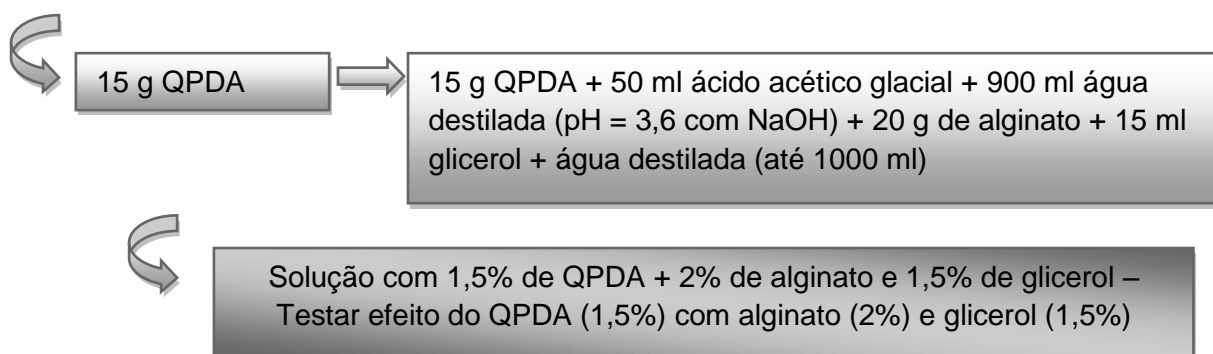 15 g QPDA
15 g QPDA + 50 ml ácido acético glacial + 900 ml água
destilada (pH = 3,6 com NaOH) + 20 g de alginato + 15 ml
glicerol + água destilada (até 1000 ml)
Solução com 1,5% de QPDA + 2% de alginato e 1,5% de glicerol –
Testar efeito do QPDA (1,5%) com alginato (2%) e glicerol (1,5%)